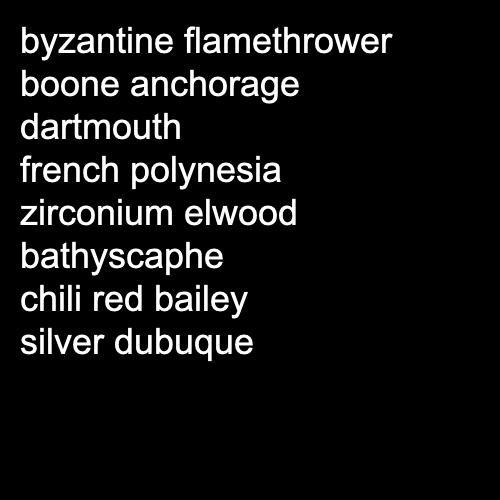 byzantine flamethrower
boone anchorage
dartmouth
french polynesia
zirconium elwood
bathyscaphe
chili red bailey
silver dubuque